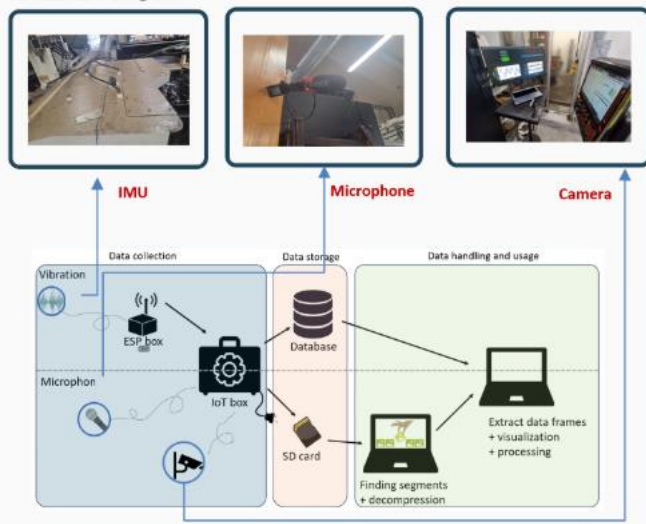 IMU
Microphone
Camera
Data collection
Data storage
Data handling and usage
Vibration
ESP box
Database
Microphon
IoT box
SD card
Extract data frames
+ visualization
+ processing
Finding segments
+ decompression